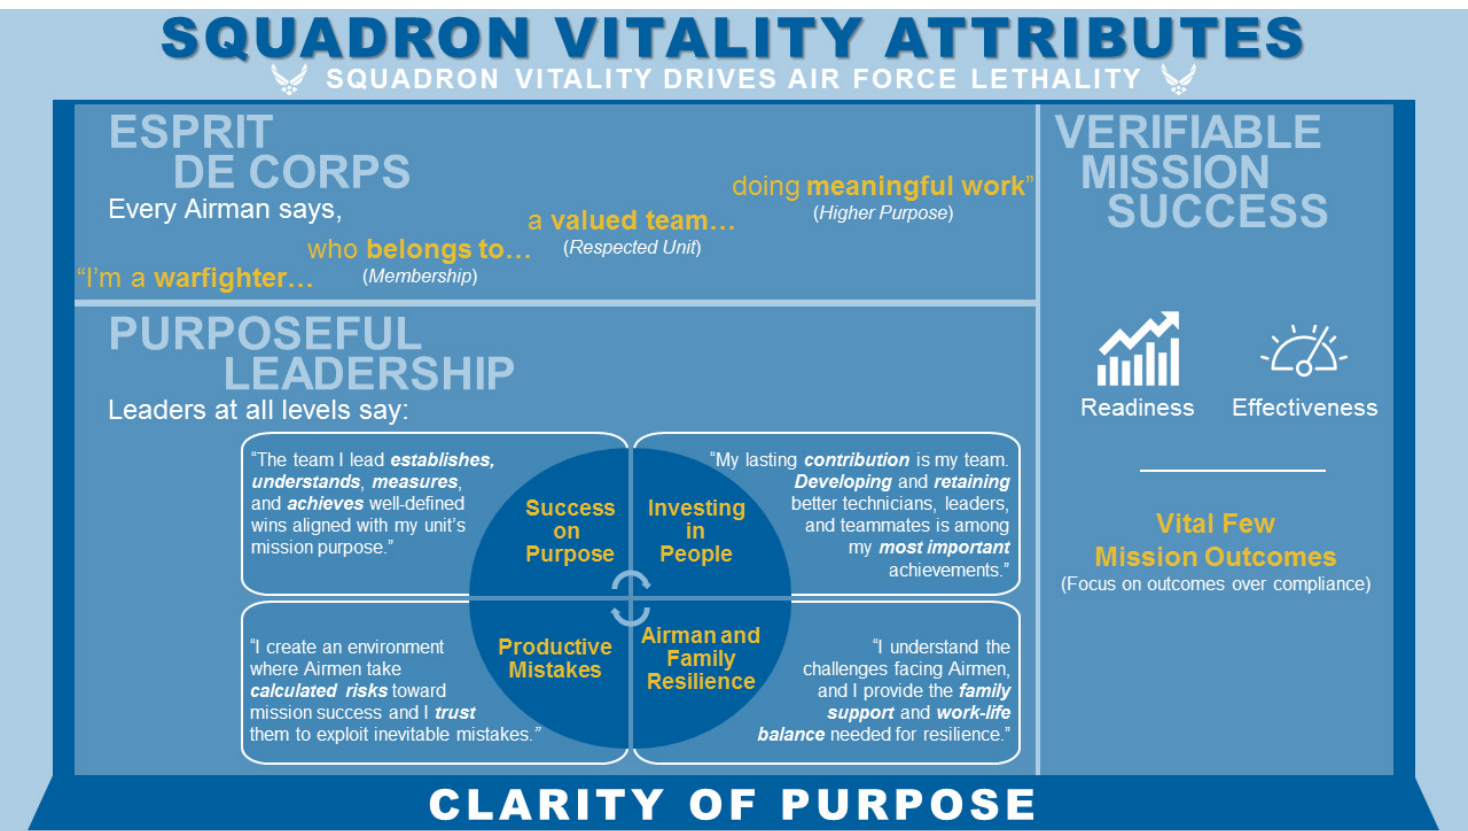 SQUADRON VITALITY ATTRIBUTES
SQUADRON VITALITY DRIVES AIR FORCE LETHALITY
ESPRIT
DE CORPS
Every Airman says,
“I’m a warfighter…
who belongs to…
(Membership)
a valued team…
(Respected Unit)
doing meaningful work”
(Higher Purpose)
PURPOSEFUL
LEADERSHIP
Leaders at all levels say:
“The team I lead establishes,
understands, measures,
and achieves well-defined
wins aligned with my unit’s
mission purpose.”
Success
on
Purpose
Investing
in
People
“My lasting contribution is my team.
Developing and retaining
better technicians, leaders,
and teammates is among
my most important
achievements.”
“I create an environment
where Airmen take
calculated risks toward
mission success and I trust
them to exploit inevitable mistakes.”
Productive
Mistakes
Airman and
Family
Resilience
“I understand the
challenges facing Airmen,
and I provide the family
support and work-life
balance needed for resilience.”
VERIFIABLE
MISSION
SUCCESS
Readiness
Effectiveness
Vital Few
Mission Outcomes
(Focus on outcomes over compliance)
CLARITY OF PURPOSE